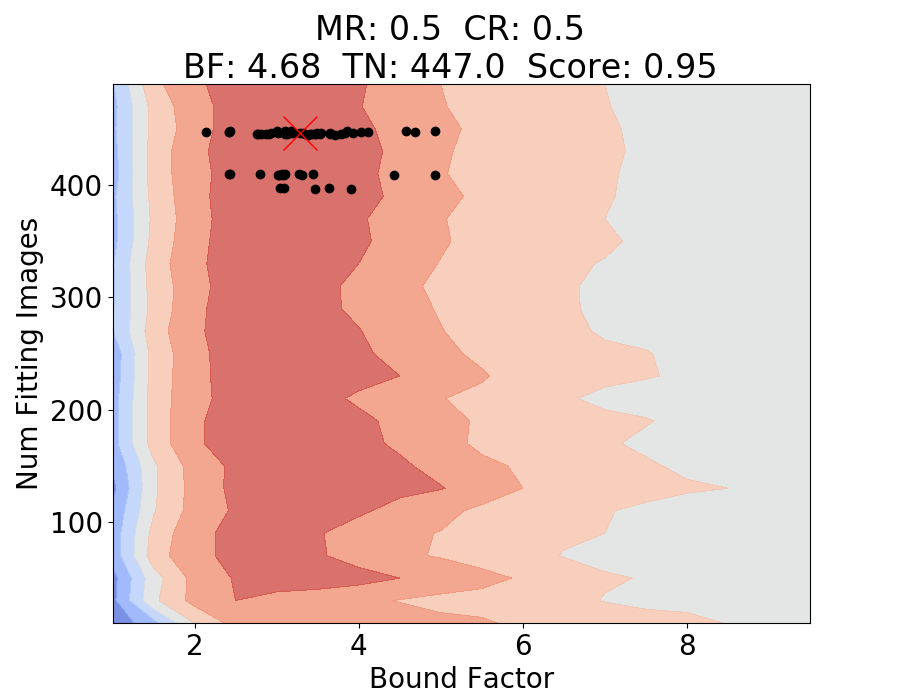 MR: 0.5  CR: 0.5
BF: 4.68  TN: 447.0  Score: 0.95
Num Fitting Images
400
300
200
100
2 4 6 8
Bound Factor